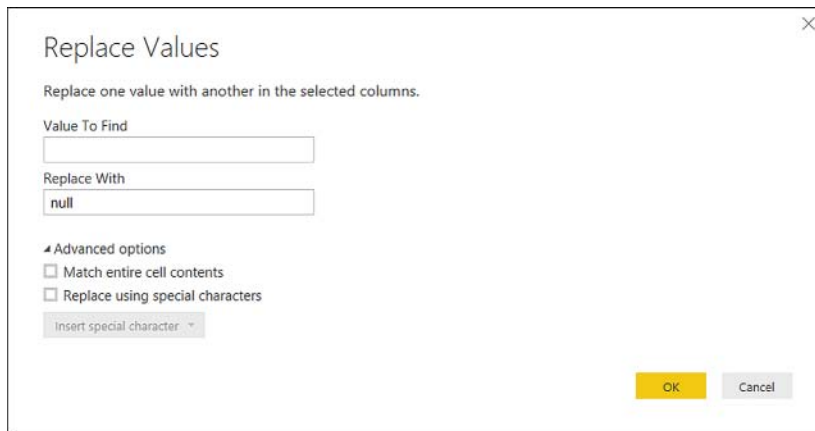 Replace Values
Replace one value with another in the selected columns.
Value To Find
Replace With
null
Advanced options
Match entire cell contents
Replace using special characters
Insert special character
OK
Cancel